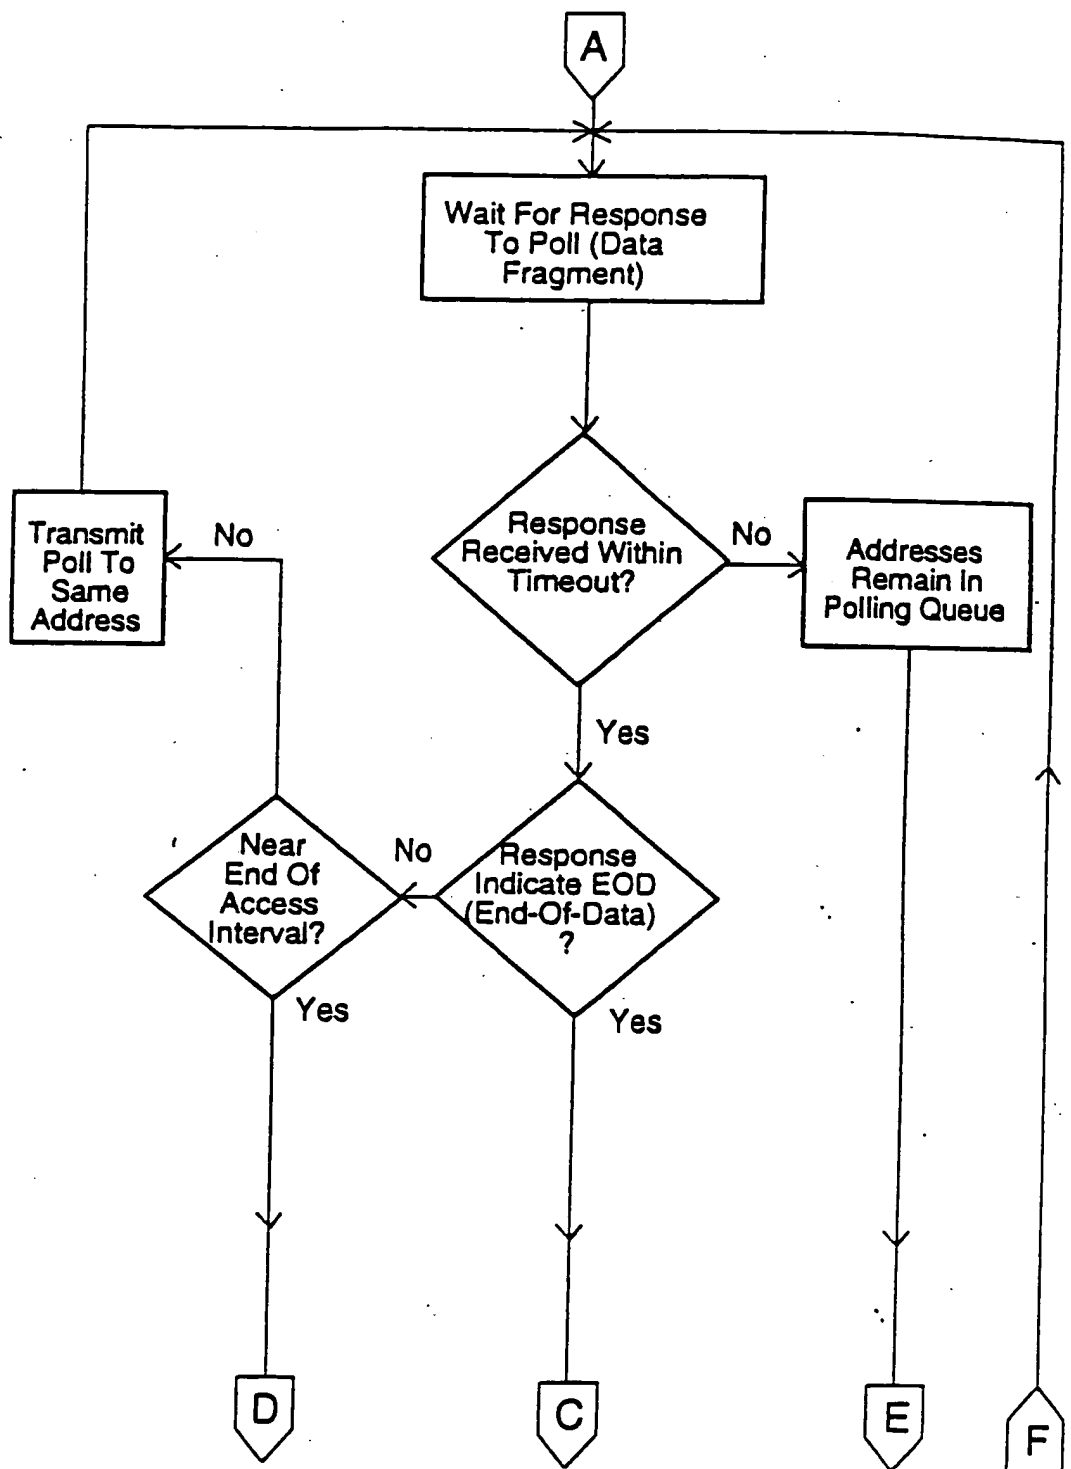 A
Wait For Response
To Poll (Data
Fragment)
Response
Received Within
Timeout?
No
Addresses
Remain In
Polling Queue
Transmit
Poll To
Same
Address
No
Yes
Near
End Of
Access
Interval?
No
Response
Indicate EOD
(End-Of-Data)
?
Yes
Yes
D
C
E
F